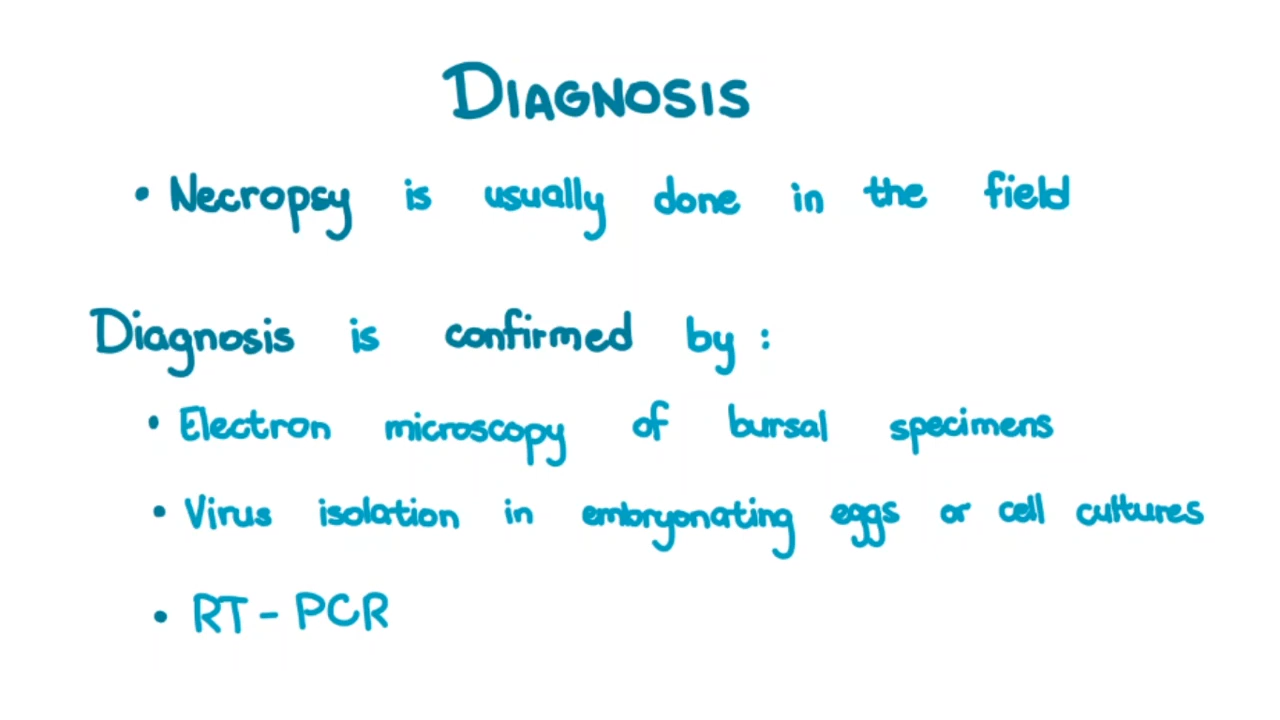 DIAGNOSIS
• Necropsy is usually done in the field
Diagnosis is confirmed by :
• Electron microscopy of bursal specimens
• Virus isolation in embryonating eggs or cell cultures
• RT - PCR